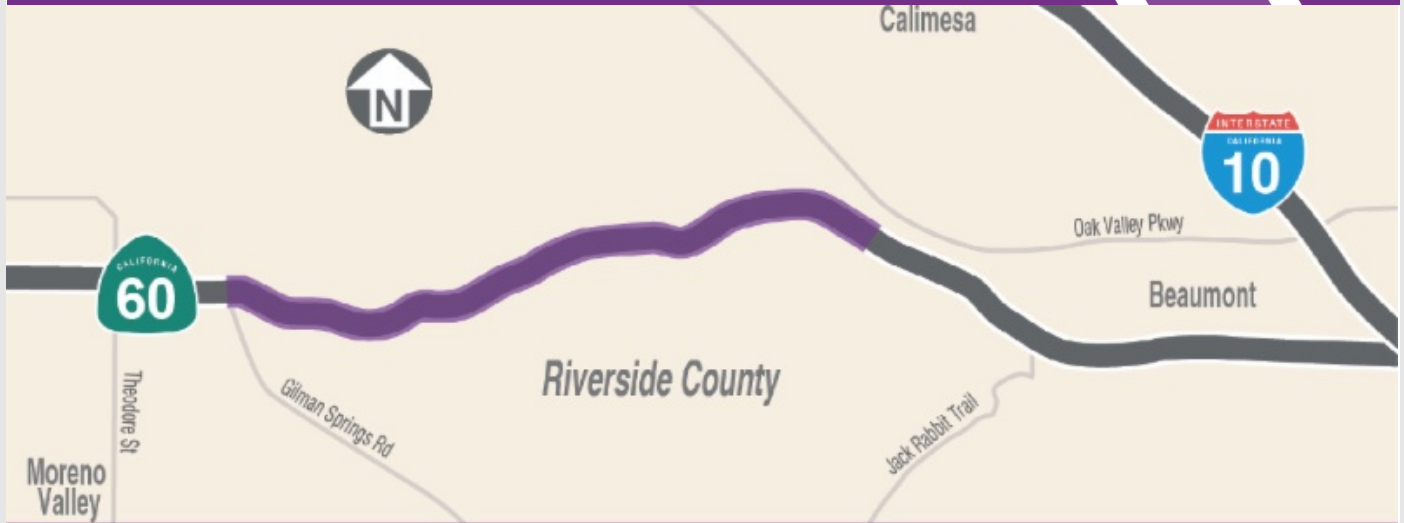 Calimesa
N
INTERSTATE
CALIFORNIA
10
Oak Valley Pkwy
CALIFORNIA
60
Beaumont
Riverside County
Theodore St
Gilman Springs Rd
Jack Rabbit Trail
Moreno
Valley